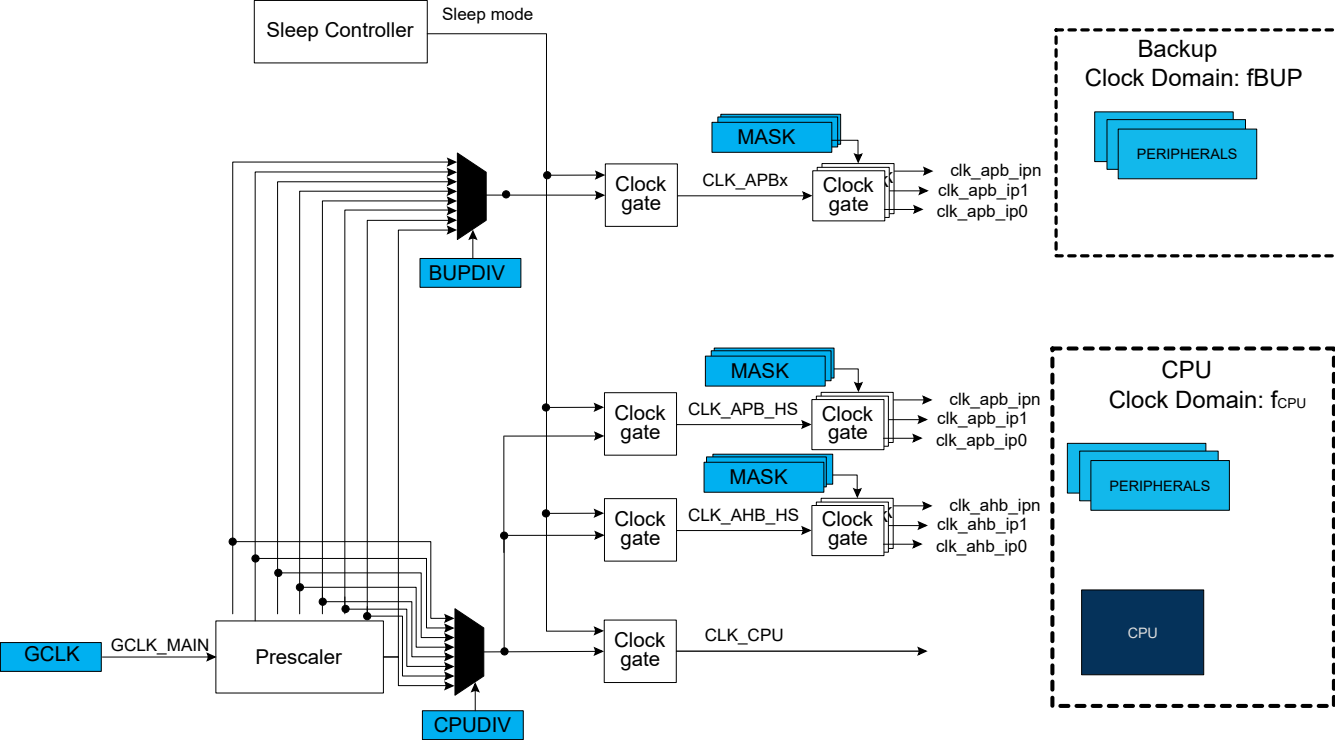 Sleep Controller
Sleep mode
Backup
Clock Domain: fBUP
PERIPHERALS
MASK
Clock
gate
CLK_APBx
Clock
gate
clk_apb_ipn
clk_apb_ip1
clk_apb_ip0
BUPDIV
MASK
Clock
gate
CLK_APB_HS
Clock
gate
clk_apb_ipn
clk_apb_ip1
clk_apb_ip0
CPU
Clock Domain: fCPU
PERIPHERALS
MASK
Clock
gate
CLK_AHB_HS
Clock
gate
clk_ahb_ipn
clk_ahb_ip1
clk_ahb_ip0
GCLK
GCLK_MAIN
Prescaler
Clock
gate
CLK_CPU
CPU
CPUDIV